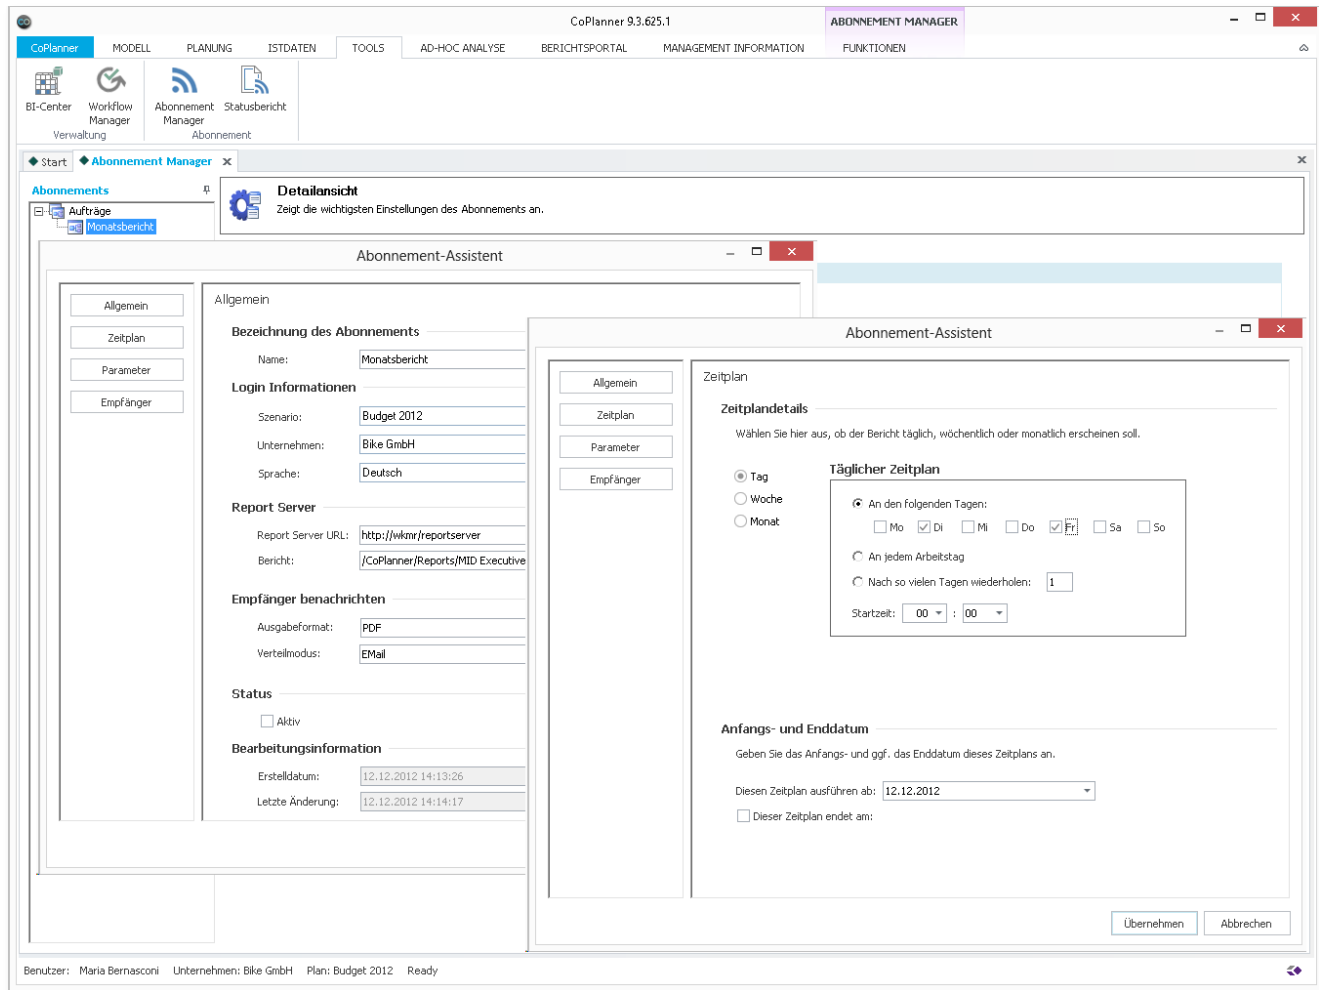 CoPlanner 9.3.625.1
ABONNEMENT MANAGER
CoPlanner MODELL PLANUNG ISTDATEN TOOLS AD-HOC ANALYSE BERICHTSPORTAL MANAGEMENT INFORMATION FUNKTIONEN
BI-Center Workflow Manager Abonnement Manager Statusbericht
Verwaltung Abonnement
Start Abonnement Manager
Abonnements
Aufträge
Monatsbericht
Detailansicht
Zeigt die wichtigsten Einstellungen des Abonnements an.
Abonnement-Assistent
Allgemein
Zeitplan
Parameter
Empfänger
Allgemein
Bezeichnung des Abonnements
Name: Monatsbericht
Login Informationen
Szenario: Budget 2012
Unternehmen: Bike GmbH
Sprache: Deutsch
Report Server
Report Server URL: http://wkmr/reportserver
Bericht: /CoPlanner/Reports/MID Executive
Empfänger benachrichten
Ausgabeformat: PDF
Verteilmodus: EMail
Status
Aktiv
Bearbeitungsinformation
Erstelldatum: 12.12.2012 14:13:26
Letzte Änderung: 12.12.2012 14:14:17
Abonnement-Assistent
Allgemein
Zeitplan
Parameter
Empfänger
Zeitplan
Zeitplandetails
Wählen Sie hier aus, ob der Bericht täglich, wöchentlich oder monatlich erscheinen soll.
Tag
Woche
Monat
Täglicher Zeitplan
An den folgenden Tagen:
Mo Di Mi Do Fr Sa So
An jedem Arbeitstag
Nach so vielen Tagen wiederholen: 1
Startzeit: 00 : 00
Anfangs- und Enddatum
Geben Sie das Anfangs- und ggf. das Enddatum dieses Zeitplans an.
Diesen Zeitplan ausführen ab: 12.12.2012
Dieser Zeitplan endet am:
Übernehmen Abbrechen
Benutzer: Maria Bernasconi Unternehmen: Bike GmbH Plan: Budget 2012 Ready